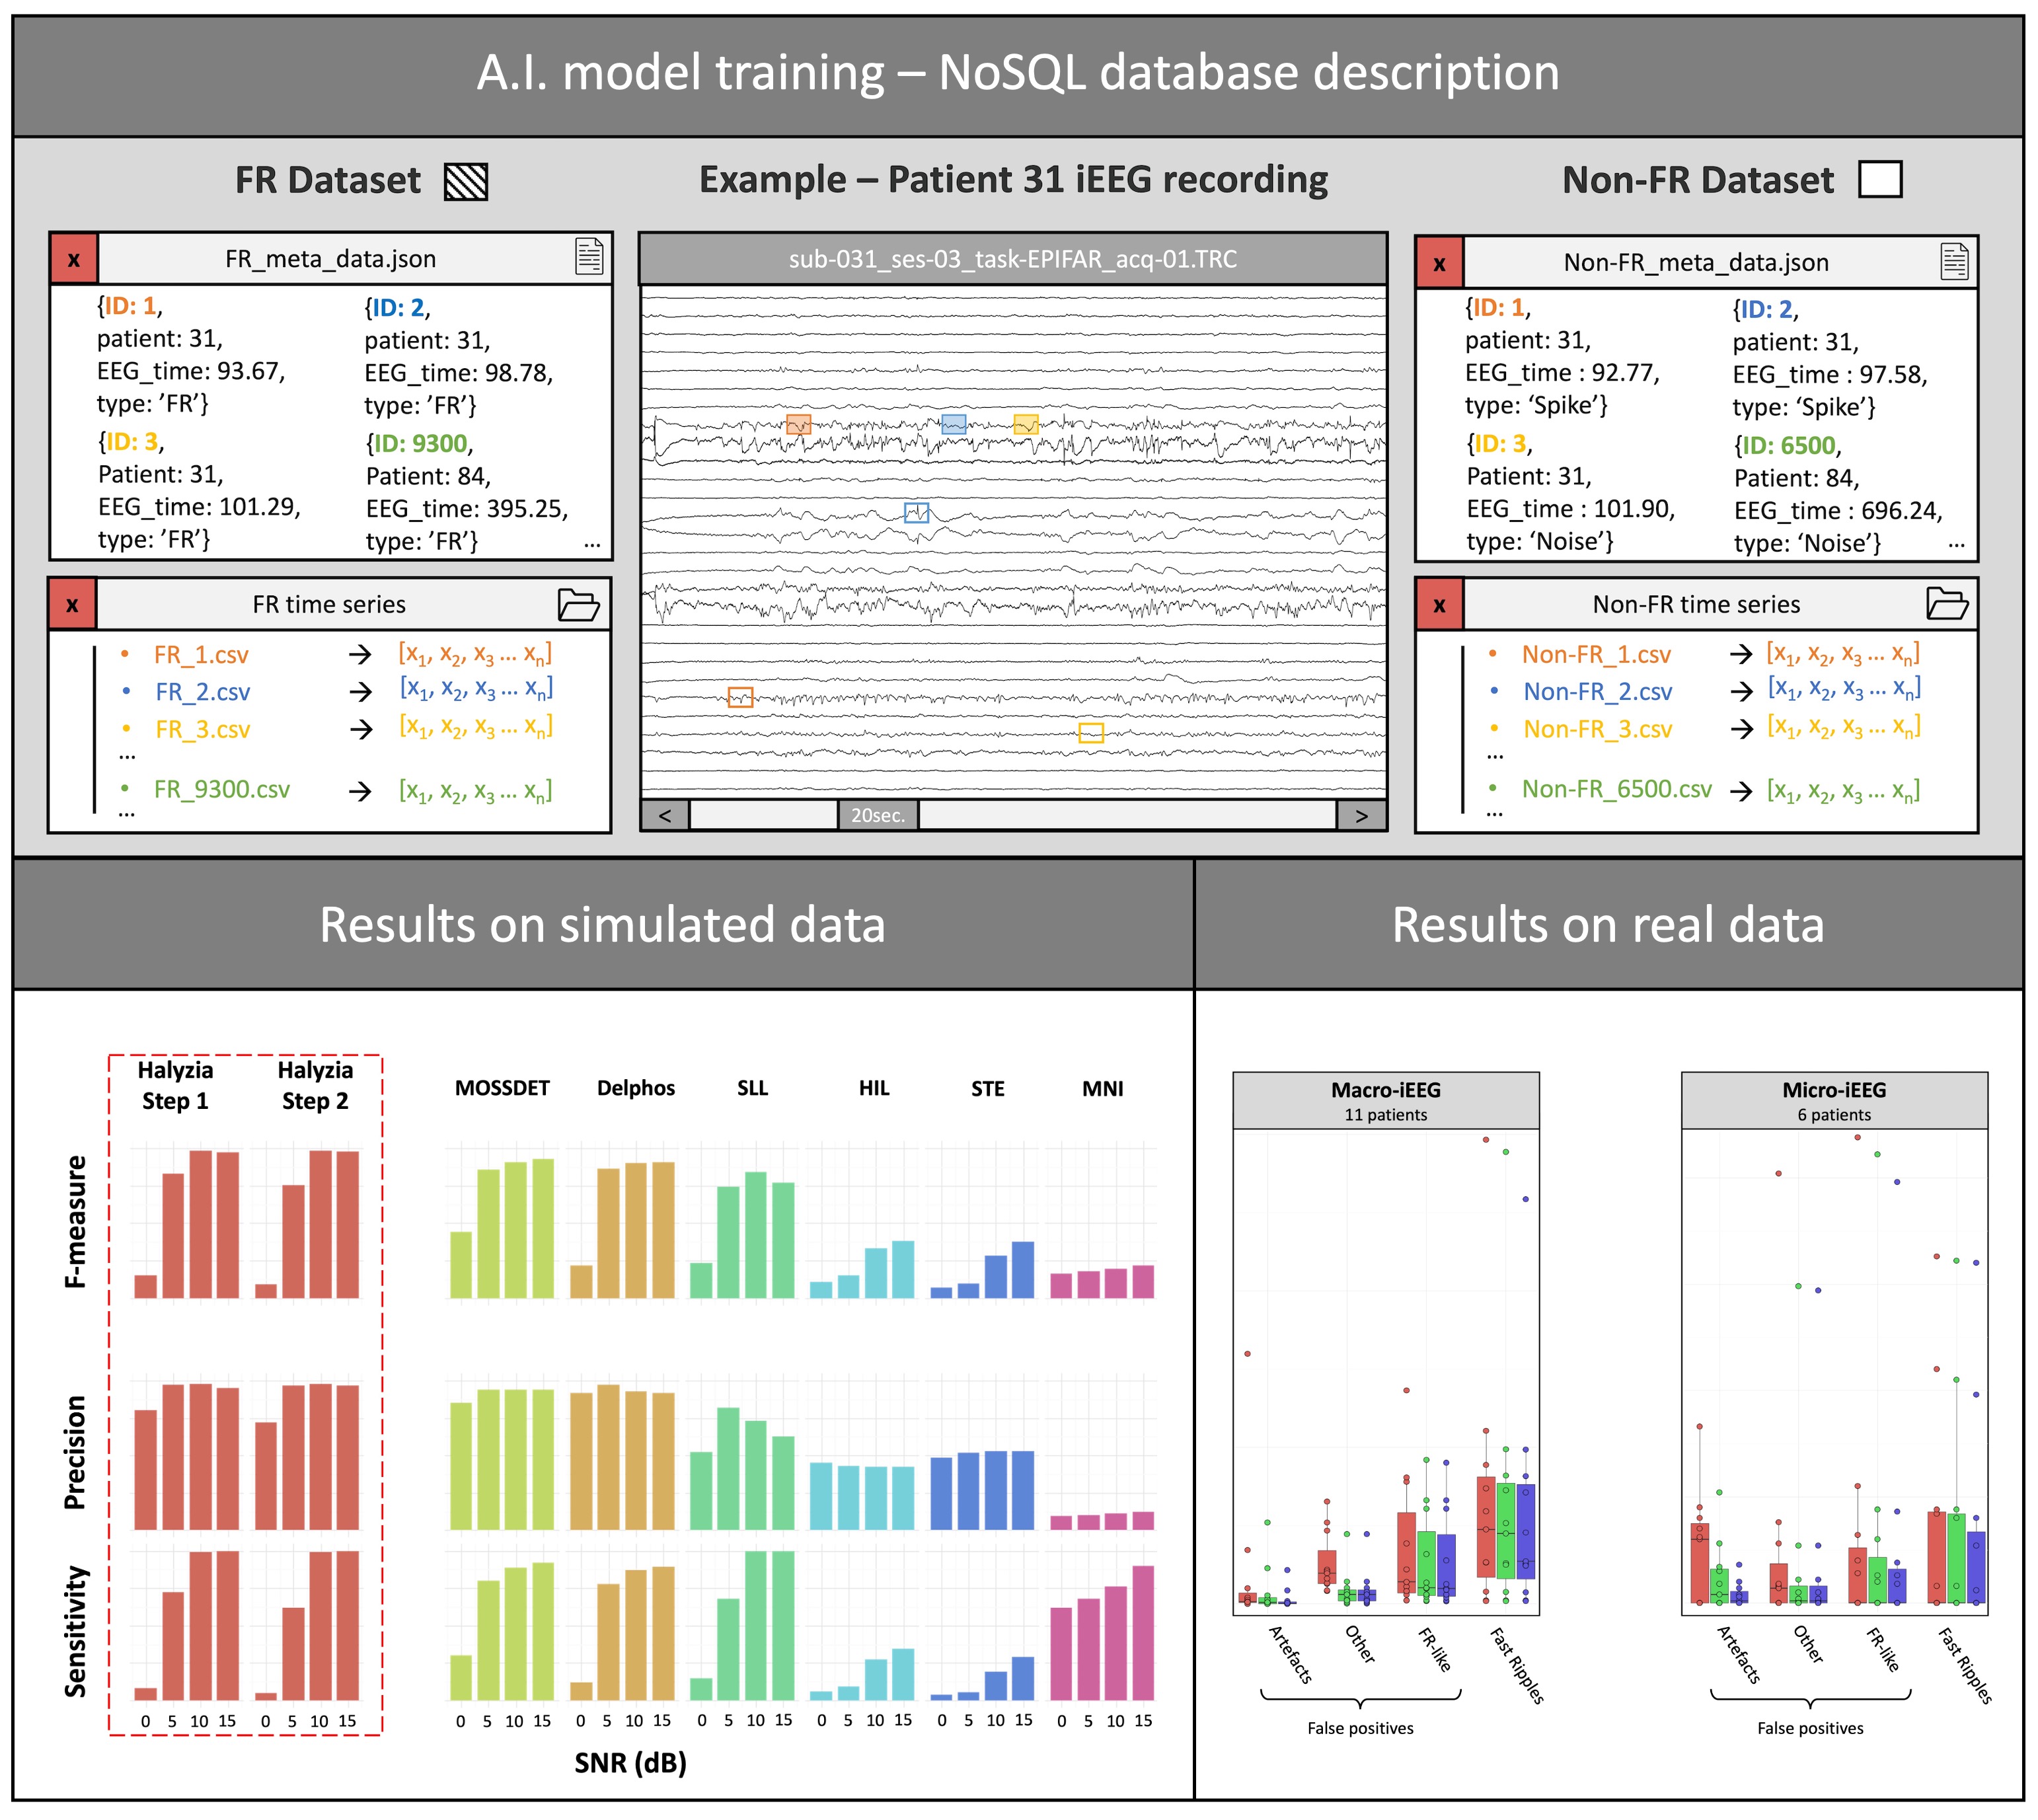 A.I. model training – NoSQL database description
FR Dataset
Example – Patient 31 iEEG recording
Non-FR Dataset
x
FR_meta_data.json
{ID: 1,
patient: 31,
EEG_time: 93.67,
type: ’FR’}
{ID: 2,
patient: 31,
EEG_time: 98.78,
type: ’FR’}
{ID: 3,
Patient: 31,
EEG_time: 101.29,
type: ’FR’}
{ID: 9300,
Patient: 84,
EEG_time: 395.25,
type: ’FR’}
...
x
FR time series
• FR_1.csv → [x1, x2, x3 ... xn]
• FR_2.csv → [x1, x2, x3 ... xn]
• FR_3.csv → [x1, x2, x3 ... xn]
...
• FR_9300.csv → [x1, x2, x3 ... xn]
...
sub-031_ses-03_task-EPIFAR_acq-01.TRC
< 20sec. >
x
Non-FR_meta_data.json
{ID: 1,
patient: 31,
EEG_time : 92.77,
type: ‘Spike’}
{ID: 2,
patient: 31,
EEG_time : 97.58,
type: ‘Spike’}
{ID: 3,
Patient: 31,
EEG_time : 101.90,
type: ‘Noise’}
{ID: 6500,
Patient: 84,
EEG_time : 696.24,
type: ‘Noise’}
...
x
Non-FR time series
• Non-FR_1.csv → [x1, x2, x3 ... xn]
• Non-FR_2.csv → [x1, x2, x3 ... xn]
• Non-FR_3.csv → [x1, x2, x3 ... xn]
...
• Non-FR_6500.csv → [x1, x2, x3 ... xn]
...
Results on simulated data
Halyzia
Step 1
Halyzia
Step 2
MOSSDET
Delphos
SLL
HIL
STE
MNI
F-measure
Precision
Sensitivity
0 5 10 15
0 5 10 15
0 5 10 15
0 5 10 15
0 5 10 15
0 5 10 15
0 5 10 15
0 5 10 15
SNR (dB)
Results on real data
Macro-iEEG
11 patients
Artefacts
Other
FR-like
Fast Ripples
False positives
Micro-iEEG
6 patients
Artefacts
Other
FR-like
Fast Ripples
False positives